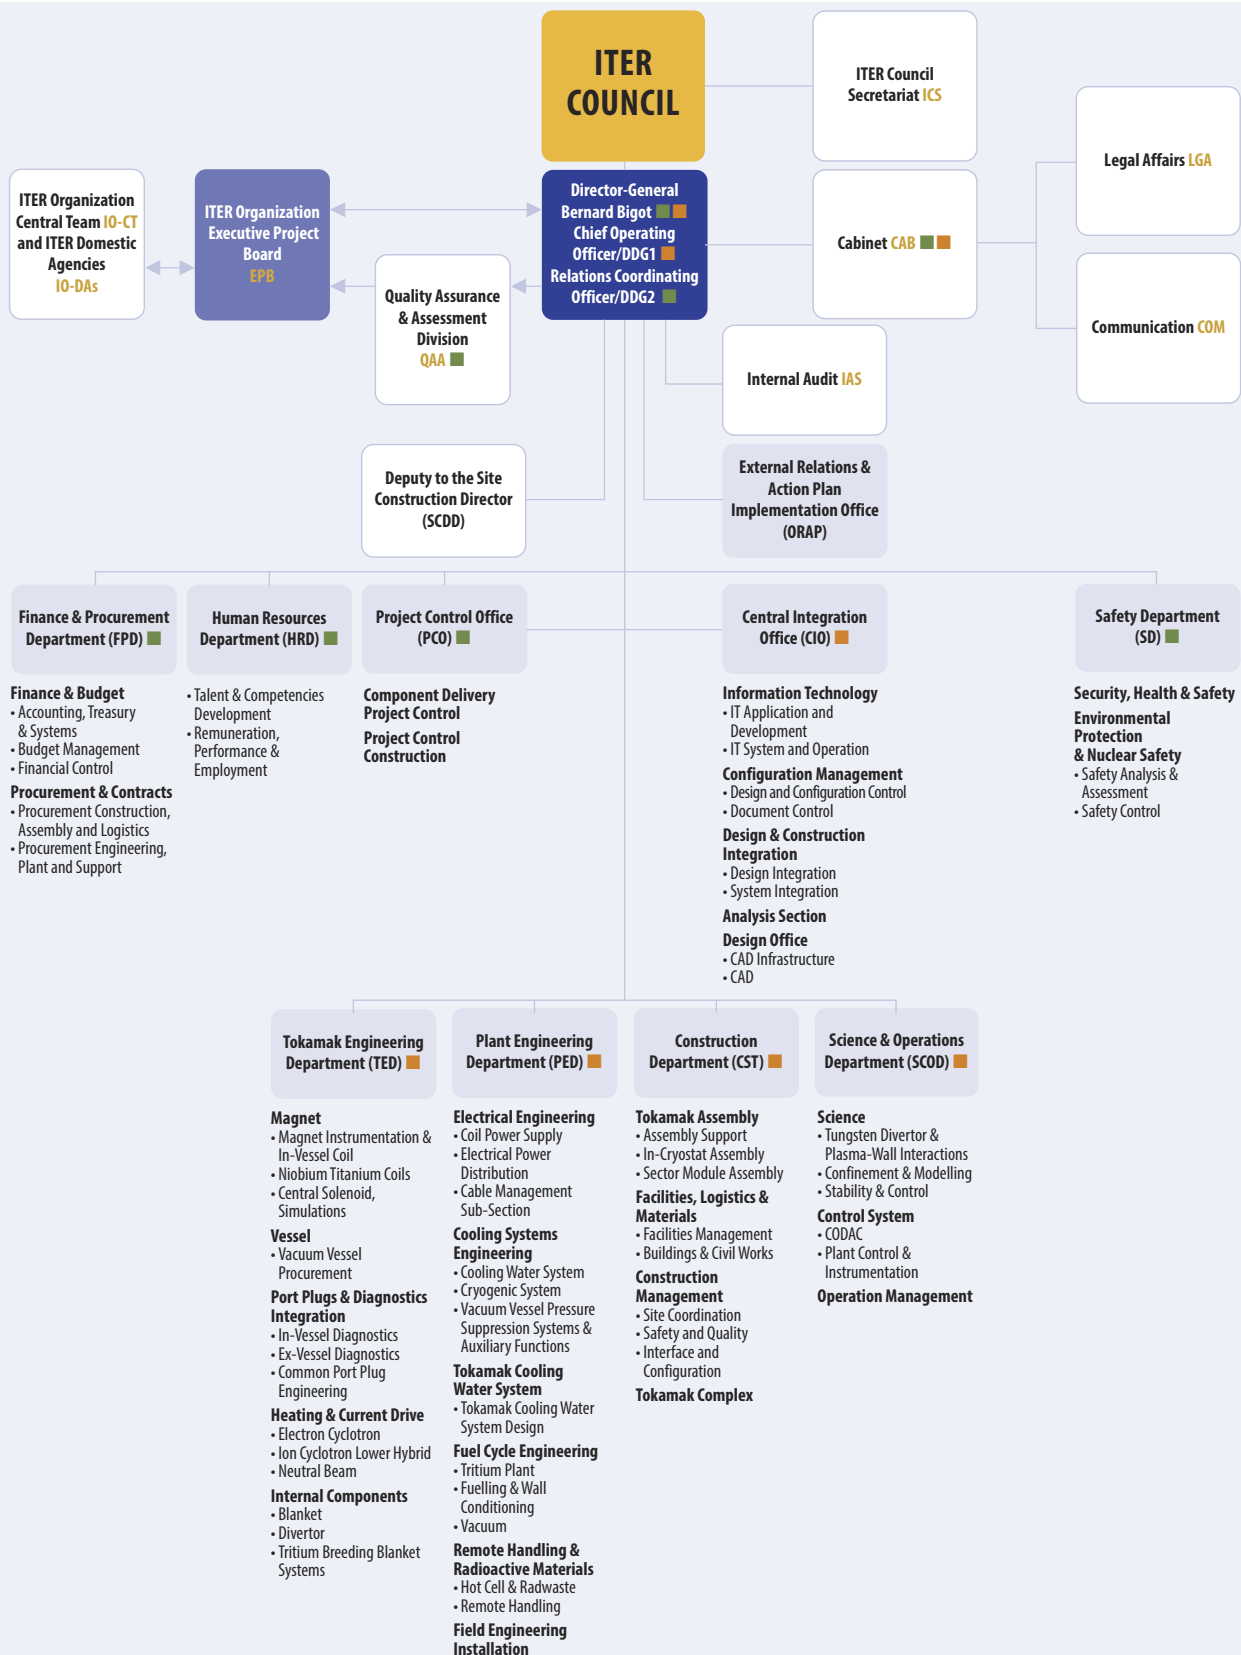 ITER
COUNCIL
ITER Council
Secretariat ICS
Legal Affairs LGA
ITER Organization
Central Team IO-CT
and ITER Domestic
Agencies
IO-DAs
ITER Organization
Executive Project
Board
EPB
Director-General
Bernard Bigot
Chief Operating
Officer/DDG1
Relations Coordinating
Officer/DDG2
Cabinet CAB
Communication COM
Quality Assurance
& Assessment
Division
QAA
Internal Audit IAS
Deputy to the Site
Construction Director
(SCDD)
External Relations &
Action Plan
Implementation Office
(ORAP)
Finance & Procurement
Department (FPD)
Finance & Budget
• Accounting, Treasury
& Systems
• Budget Management
• Financial Control
Procurement & Contracts
• Procurement Construction,
Assembly and Logistics
• Procurement Engineering,
Plant and Support
Human Resources
Department (HRD)
• Talent & Competencies
Development
• Remuneration,
Performance &
Employment
Project Control Office
(PCO)
Component Delivery
Project Control
Project Control
Construction
Central Integration
Office (CIO)
Information Technology
• IT Application and
Development
• IT System and Operation
Configuration Management
• Design and Configuration Control
• Document Control
Design & Construction
Integration
• Design Integration
• System Integration
Analysis Section
Design Office
• CAD Infrastructure
• CAD
Safety Department
(SD)
Security, Health & Safety
Environmental
Protection
& Nuclear Safety
• Safety Analysis &
Assessment
• Safety Control
Tokamak Engineering
Department (TED)
Magnet
• Magnet Instrumentation &
In-Vessel Coil
• Niobium Titanium Coils
• Central Solenoid,
Simulations
Vessel
• Vacuum Vessel
Procurement
Port Plugs & Diagnostics
Integration
• In-Vessel Diagnostics
• Ex-Vessel Diagnostics
• Common Port Plug
Engineering
Heating & Current Drive
• Electron Cyclotron
• Ion Cyclotron Lower Hybrid
• Neutral Beam
Internal Components
• Blanket
• Divertor
• Tritium Breeding Blanket
Systems
Plant Engineering
Department (PED)
Electrical Engineering
• Coil Power Supply
• Electrical Power
Distribution
• Cable Management
Sub-Section
Cooling Systems
Engineering
• Cooling Water System
• Cryogenic System
• Vacuum Vessel Pressure
Suppression Systems &
Auxiliary Functions
Tokamak Cooling
Water System
• Tokamak Cooling Water
System Design
Fuel Cycle Engineering
• Tritium Plant
• Fuelling & Wall
Conditioning
• Vacuum
Remote Handling &
Radioactive Materials
• Hot Cell & Radwaste
• Remote Handling
Field Engineering
Installation
Construction
Department (CST)
Tokamak Assembly
• Assembly Support
• In-Cryostat Assembly
• Sector Module Assembly
Facilities, Logistics &
Materials
• Facilities Management
• Buildings & Civil Works
Construction
Management
• Site Coordination
• Safety and Quality
• Interface and
Configuration
Tokamak Complex
Science & Operations
Department (SCOD)
Science
• Tungsten Divertor &
Plasma-Wall Interactions
• Confinement & Modelling
• Stability & Control
Control System
• CODAC
• Plant Control &
Instrumentation
Operation Management